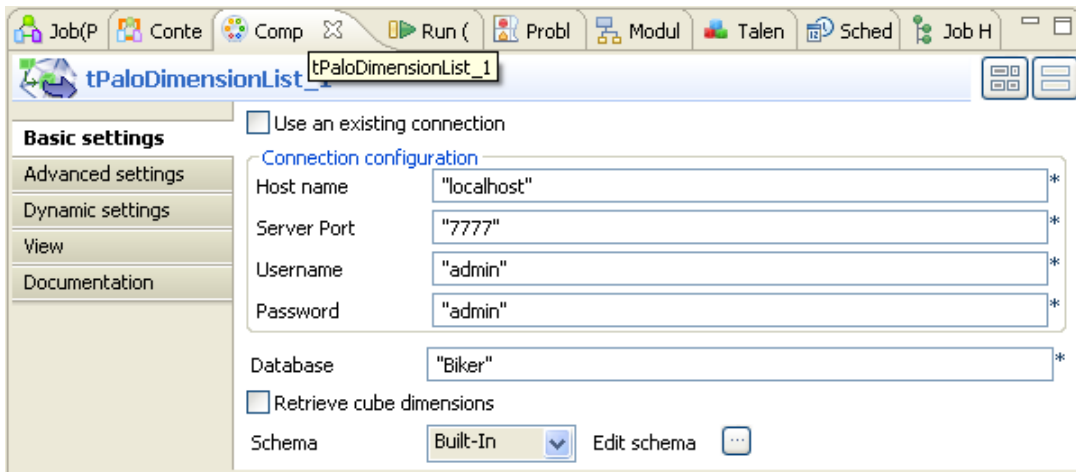 Job(P Conte Comp Run ( Probl Modul Talen Sched Job H
tPaloDimensionList_1
tPaloDimensionList_1
Basic settings
Advanced settings
Dynamic settings
View
Documentation
Use an existing connection
Connection configuration
Host name "localhost" *
Server Port "7777" *
Username "admin"
Password "admin" *
Database "Biker" *
Retrieve cube dimensions
Schema Built-In Edit schema ...